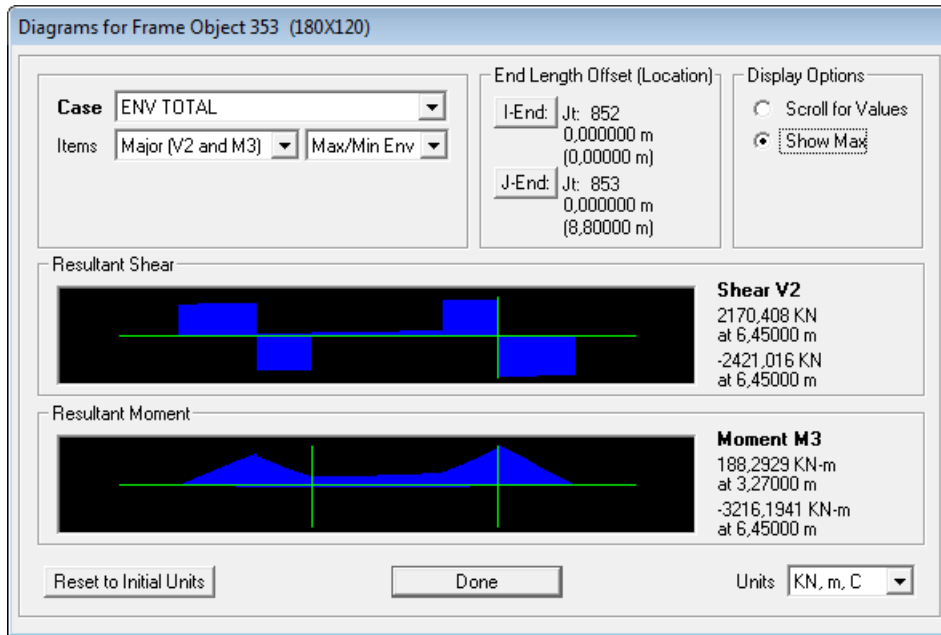 Diagrams for Frame Object 353 (180X120)
Case ENV TOTAL
Items Major (V2 and M3) Max/Min Env
End Length Offset (Location)
I-End: Jt: 852
0,000000 m
(0,00000 m)
J-End: Jt: 853
0,000000 m
(8,80000 m)
Display Options
Scroll for Values
Show Max
Resultant Shear
Shear V2
2170,408 KN
at 6,45000 m
-2421,016 KN
at 6,45000 m
Resultant Moment
Moment M3
188,2929 KN-m
at 3,27000 m
-3216,1941 KN-m
at 6,45000 m
Reset to Initial Units
Done
Units KN, m, C